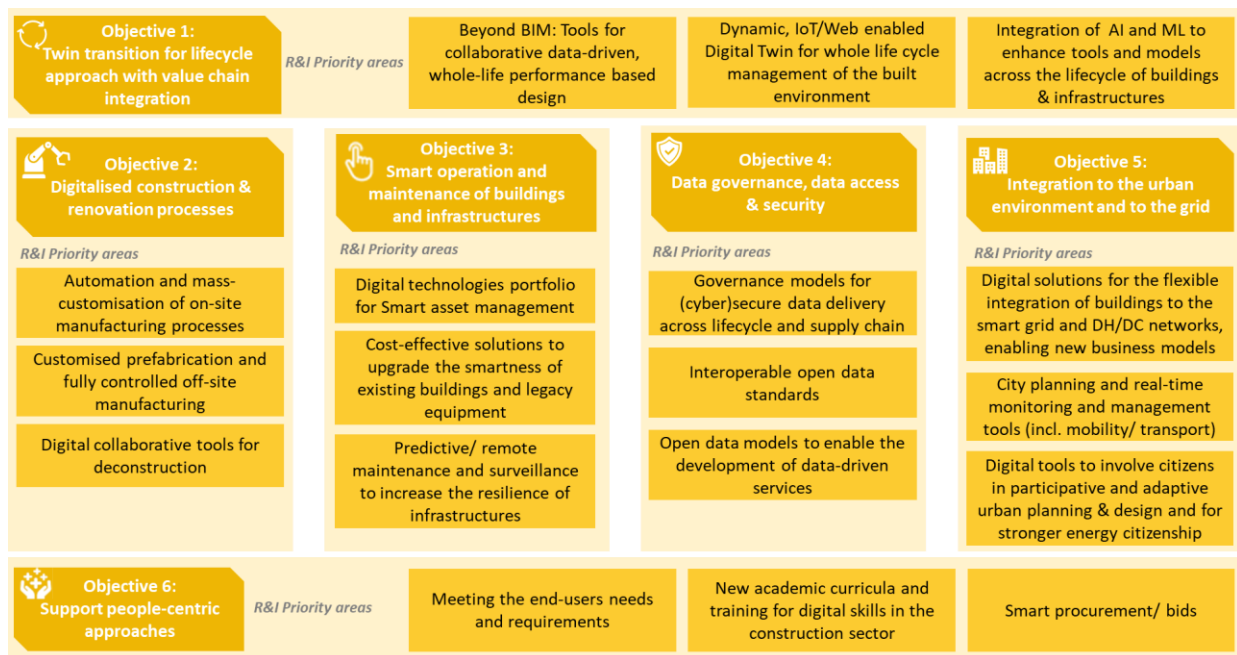 Objective 1:
Twin transition for lifecycle
approach with value chain
integration
R&I Priority areas
Beyond BIM: Tools for
collaborative data-driven,
whole-life performance based
design
Dynamic, IoT/Web enabled
Digital Twin for whole life cycle
management of the built
environment
Integration of AI and ML to
enhance tools and models
across the lifecycle of buildings
& infrastructures
Objective 2:
Digitalised construction &
renovation processes
R&I Priority areas
Automation and mass-
customisation of on-site
manufacturing processes
Customised prefabrication and
fully controlled off-site
manufacturing
Digital collaborative tools for
deconstruction
Objective 3:
Smart operation and
maintenance of buildings
and infrastructures
R&I Priority areas
Digital technologies portfolio
for Smart asset management
Cost-effective solutions to
upgrade the smartness of
existing buildings and legacy
equipment
Predictive/ remote
maintenance and surveillance
to increase the resilience of
infrastructures
Objective 4:
Data governance, data access
& security
R&I Priority areas
Governance models for
(cyber)secure data delivery
across lifecycle and supply chain
Interoperable open data
standards
Open data models to enable the
development of data-driven
services
Objective 5:
Integration to the urban
environment and to the grid
R&I Priority areas
Digital solutions for the flexible
integration of buildings to the
smart grid and DH/DC networks,
enabling new business models
City planning and real-time
monitoring and management
tools (incl. mobility/ transport)
Digital tools to involve citizens
in participative and adaptive
urban planning & design and for
stronger energy citizenship
Objective 6:
Support people-centric
approaches
R&I Priority areas
Meeting the end-users needs
and requirements
New academic curricula and
training for digital skills in the
construction sector
Smart procurement/ bids